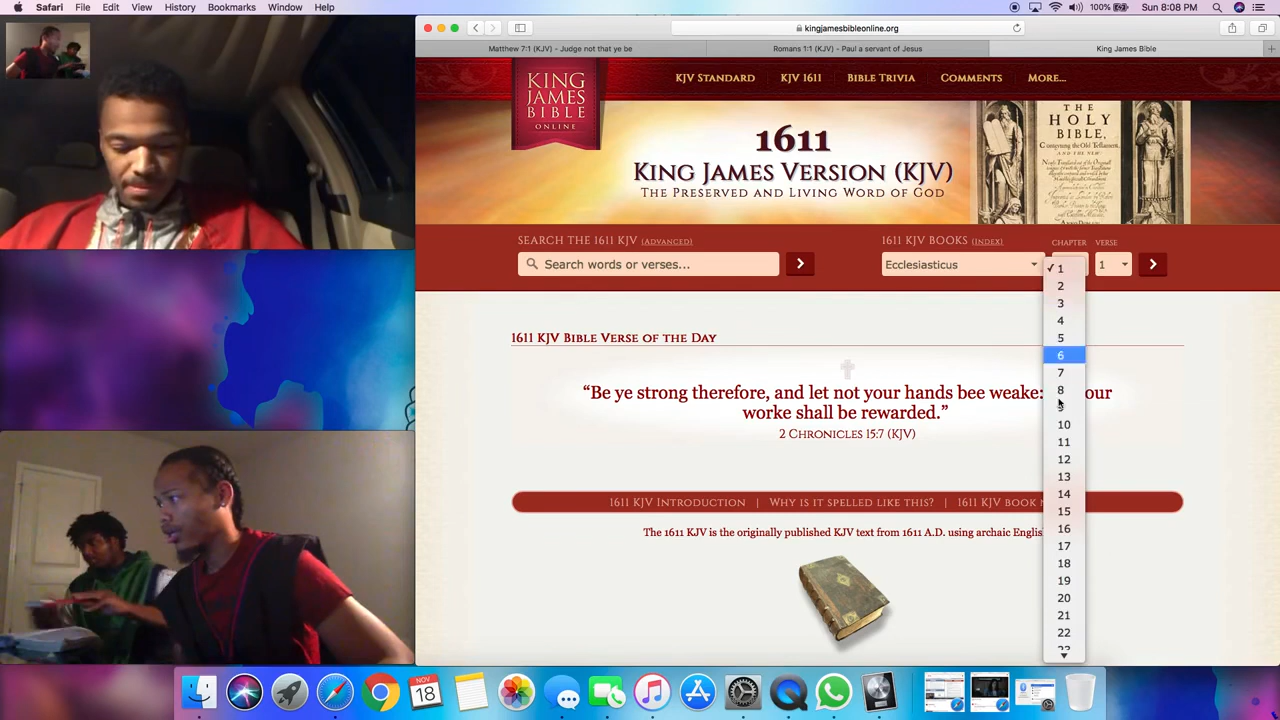 Safari File Edit View History Bookmarks Window Help
100% Sun 8:08 PM
kingjamesbibleonline.org
Matthew 7:1 (KJV) - Judge not that ye be
Romans 1:1 (KJV) - Paul a servant of Jesus
King James Bible
KING JAMES BIBLE ONLINE
KJV STANDARD KJV 1611 BIBLE TRIVIA COMMENTS MORE...
1611
KING JAMES VERSION (KJV)
THE PRESERVED AND LIVING WORD OF GOD
THE
HOLY
BIBLE,
SEARCH THE 1611 KJV (ADVANCED)
Search words or verses...
1611 KJV BOOKS (INDEX) CHAPTER VERSE
Ecclesiasticus
1
✓ 1
2
3
4
5
6
7
8
9
10
11
12
13
14
15
16
17
18
19
20
21
22
1611 KJV BIBLE VERSE OF THE DAY
“Be ye strong therefore, and let not your hands bee weake: our
worke shall be rewarded.”
2 CHRONICLES 15:7 (KJV)
1611 KJV INTRODUCTION | WHY IS IT SPELLED LIKE THIS? | 1611 KJV BOOK
The 1611 KJV is the originally published KJV text from 1611 A.D. using archaic Englis
NOV
18